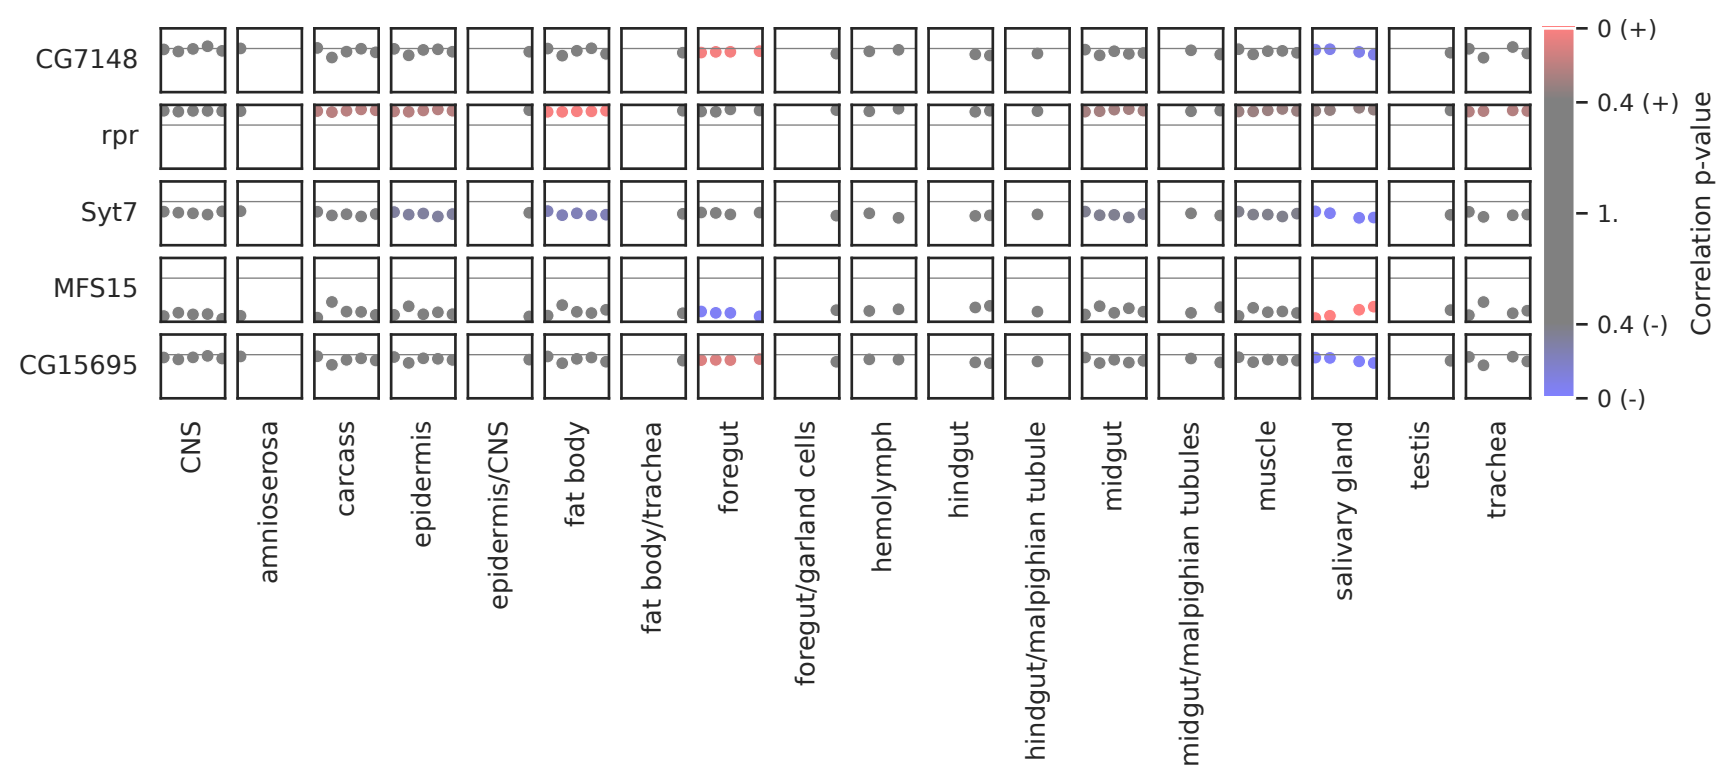 CG7148
rpr
Syt7
MFS15
CG15695
0 (+)
0.4 (+)
1.
0.4 (-)
0 (-)
Correlation p-value
CNS
amnioserosa
carcass
epidermis
epidermis/CNS
fat body
fat body/trachea
foregut
foregut/garland cells
hemolymph
hindgut
hindgut/malpighian tubule
midgut
midgut/malpighian tubules
muscle
salivary gland
testis
trachea